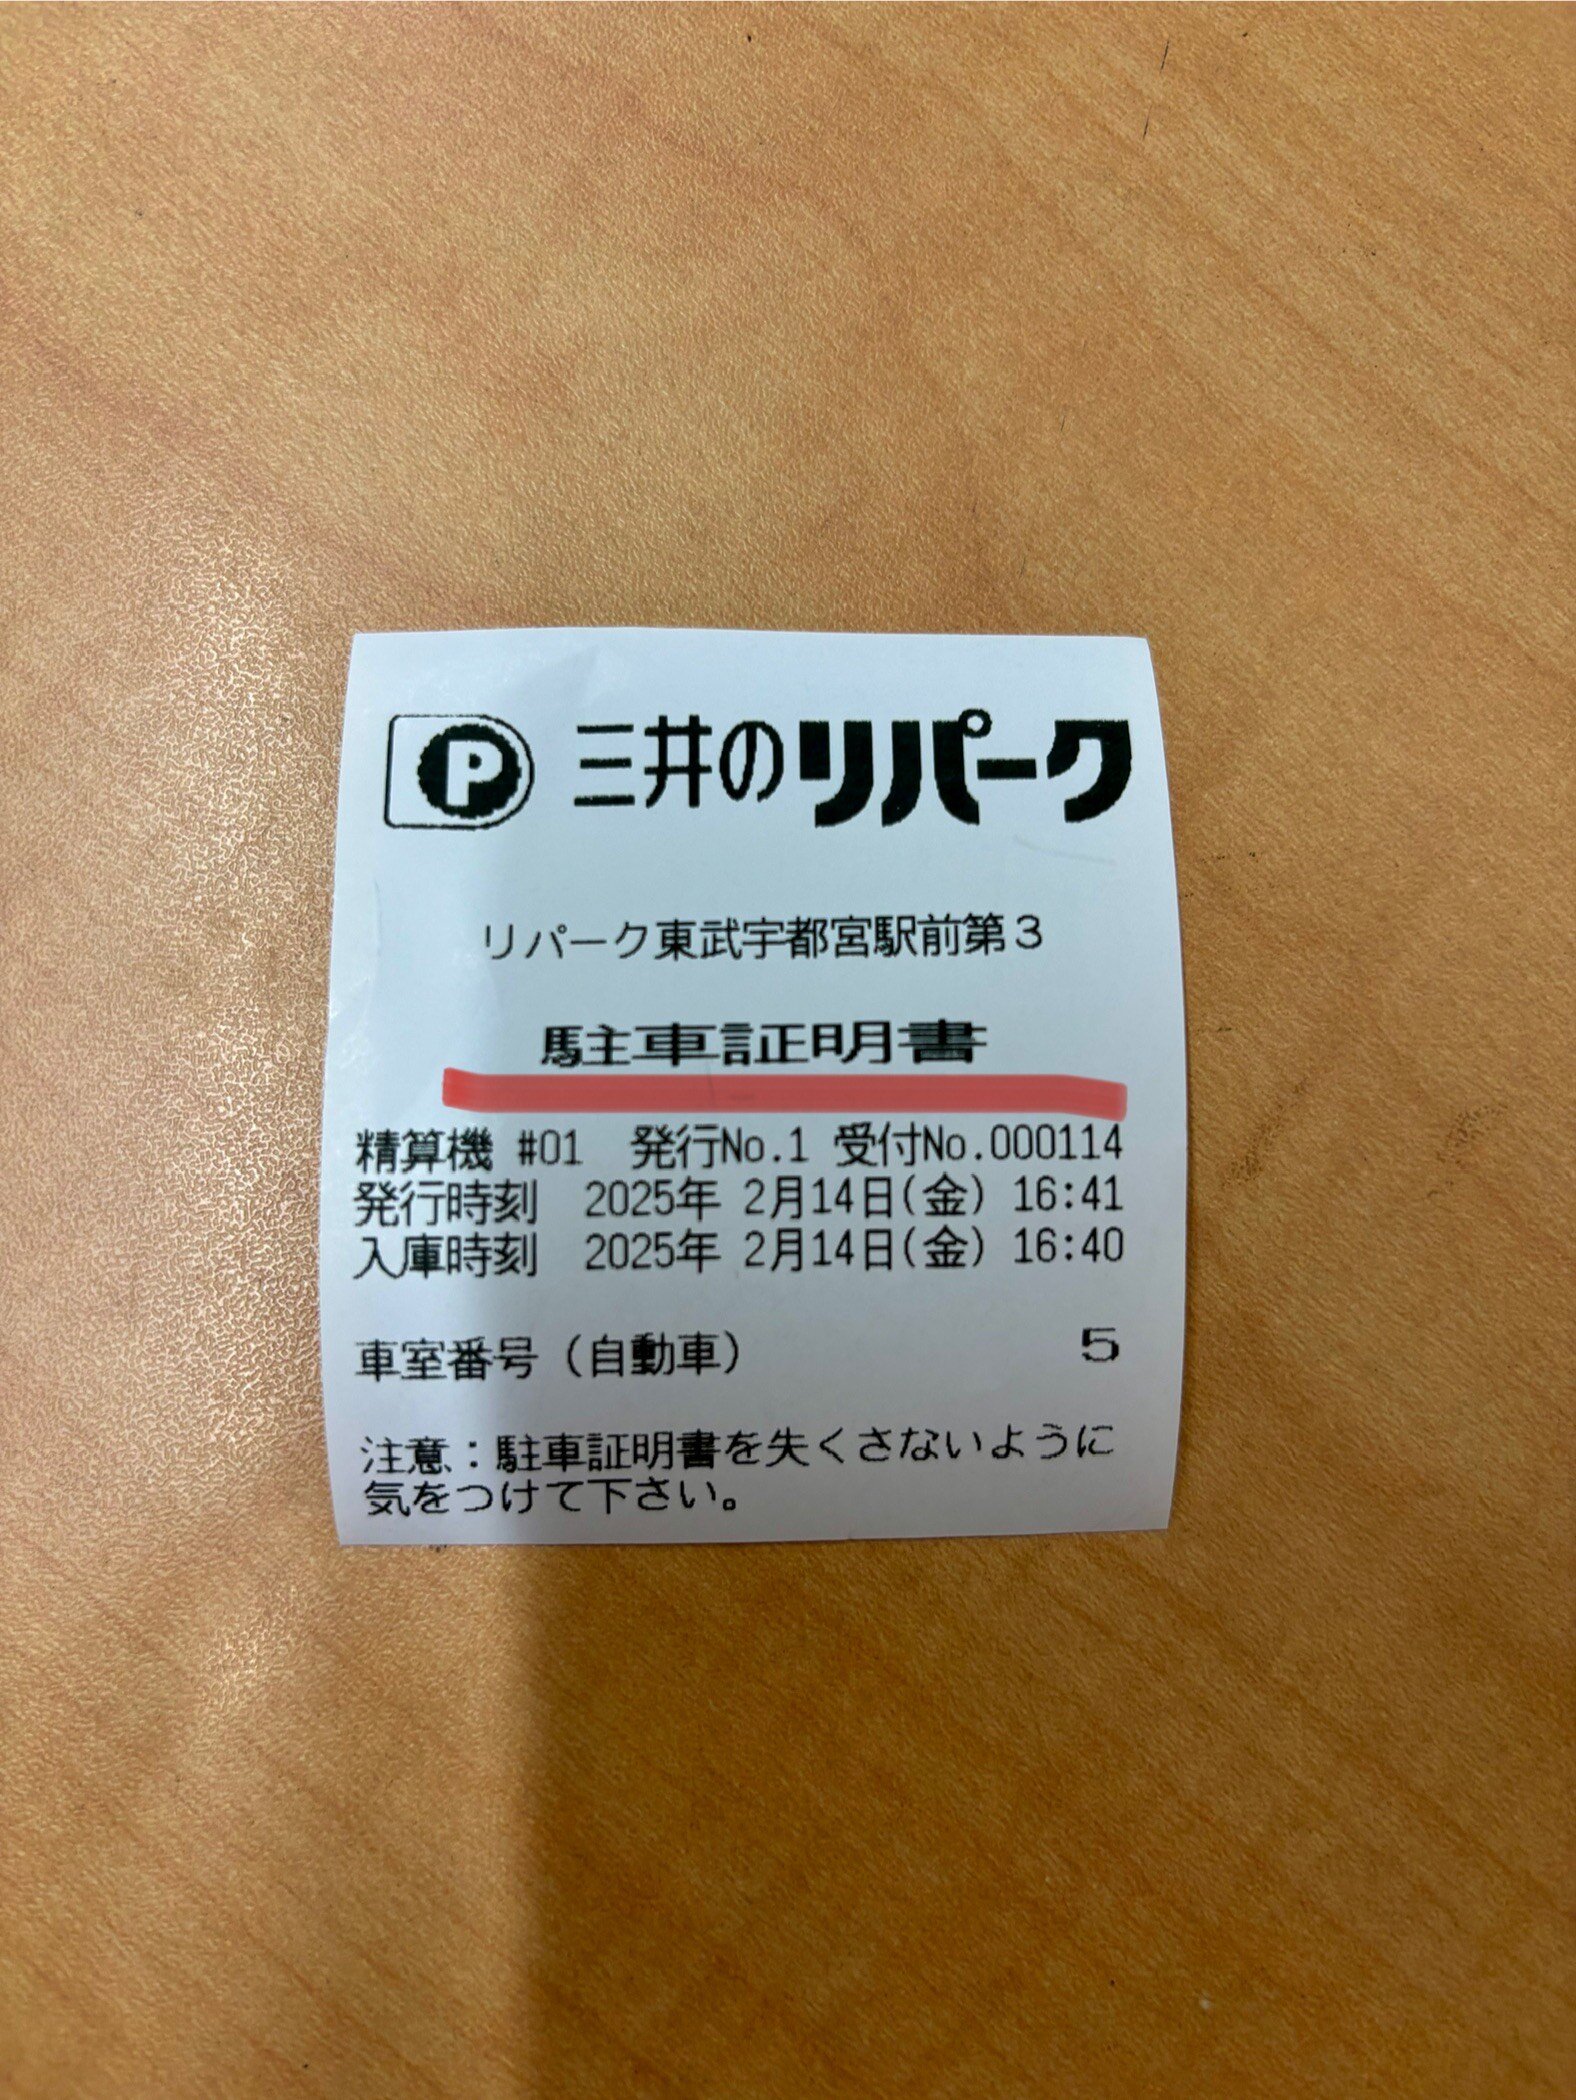 P 三井のリパーク
リパーク東武宇都宮駅前第3
駐車証明書
精算機 #01 発行No.1 受付No.000114
発行時刻 2025年 2月14日(金) 16:41
入庫時刻 2025年 2月14日(金) 16:40
車室番号(自動車) 5
注意:駐車証明書を失くさないように
気をつけて下さい。